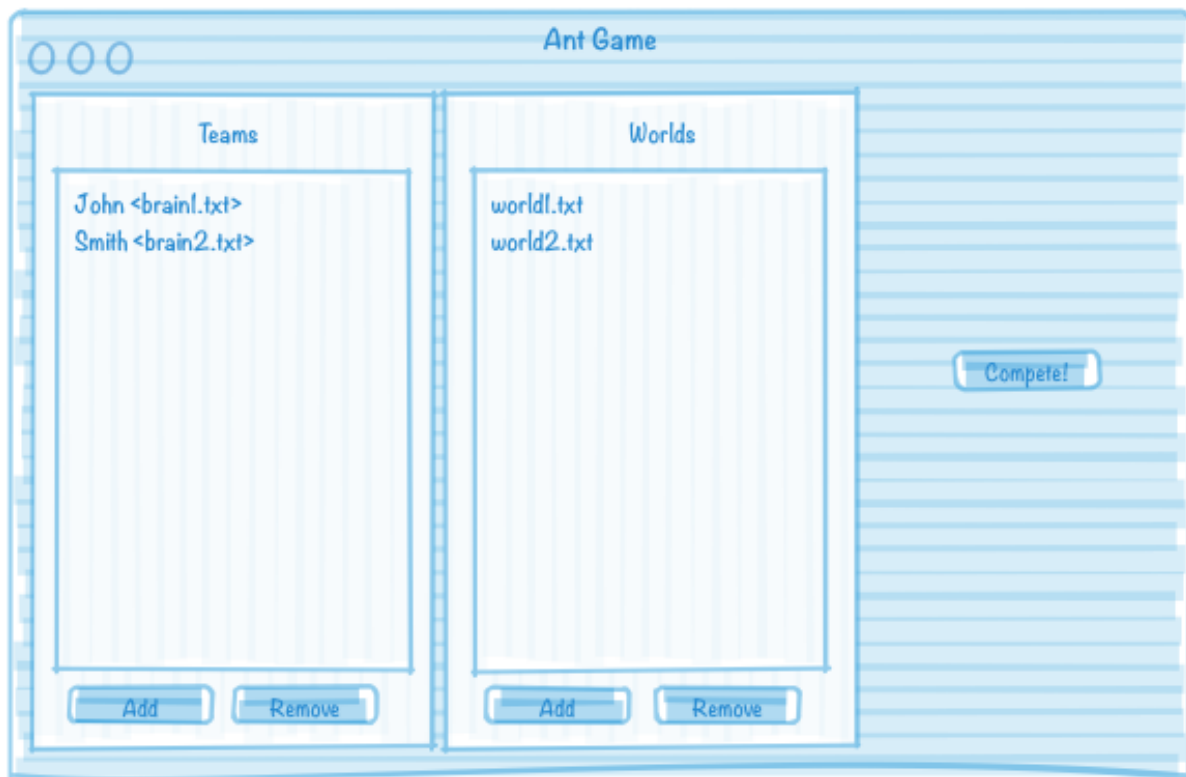 Ant Game
Teams
John <brain1.txt>
Smith <brain2.txt>
Add
Remove
Worlds
world1.txt
world2.txt
Add
Remove
Compete!